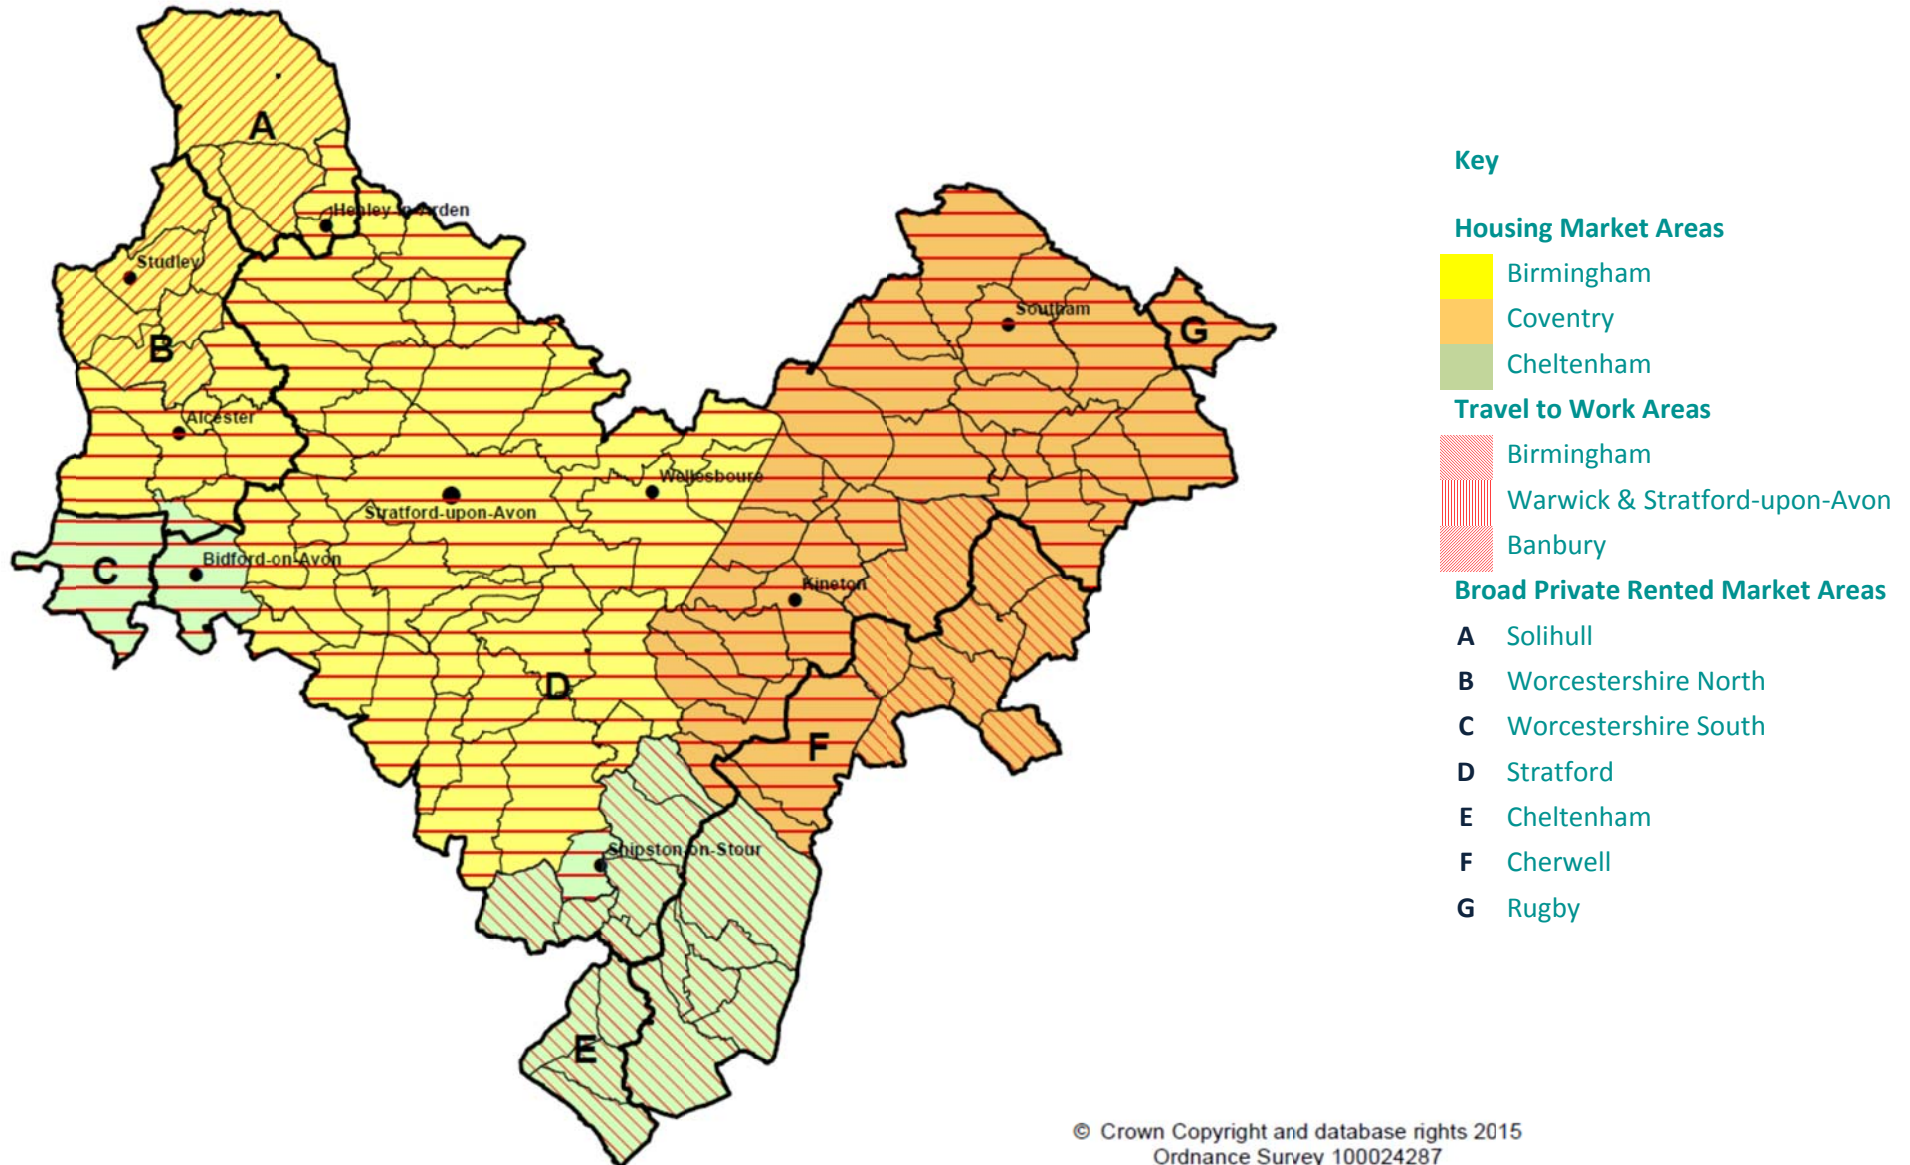 A
Henley-in-Arden
Studley
B
Alcester
Southam
G
Wellesboure
Stratford-upon-Avon
C
Bidford-on-Avon
Kineton
D
F
Shipston-on-Stour
E
Key
Housing Market Areas
Birmingham
Coventry
Cheltenham
Travel to Work Areas
Birmingham
Warwick & Stratford-upon-Avon
Banbury
Broad Private Rented Market Areas
A Solihull
B Worcestershire North
C Worcestershire South
D Stratford
E Cheltenham
F Cherwell
G Rugby
© Crown Copyright and database rights 2015
Ordnance Survey 100024287